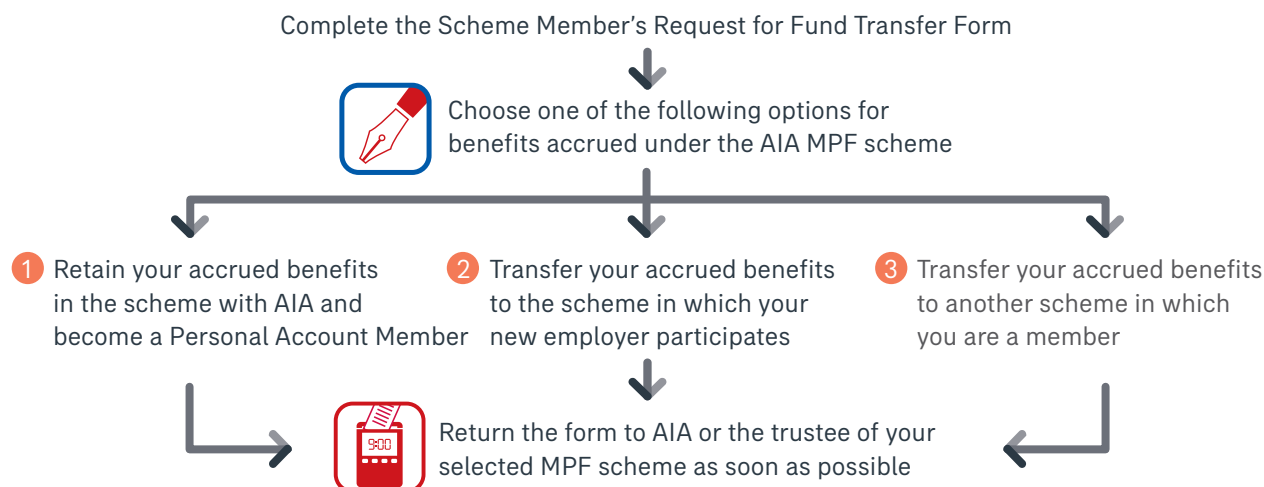 Complete the Scheme Member’s Request for Fund Transfer Form
Choose one of the following options for
benefits accrued under the AIA MPF scheme
1 Retain your accrued benefits
in the scheme with AIA and
become a Personal Account Member
2 Transfer your accrued benefits
to the scheme in which your
new employer participates
3 Transfer your accrued benefits
to another scheme in which
you are a member
9:00
Return the form to AIA or the trustee of your
selected MPF scheme as soon as possible